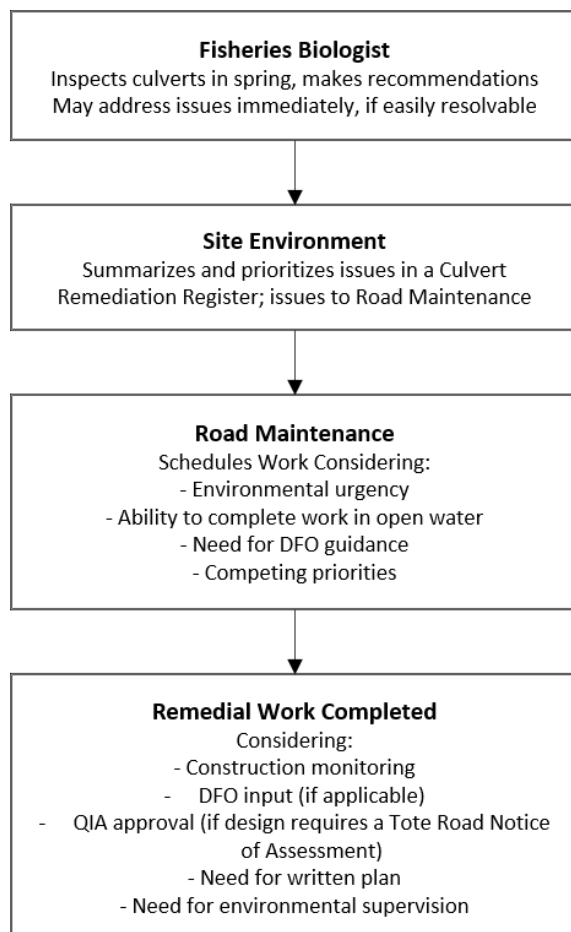 Fisheries Biologist
Inspects culverts in spring, makes recommendations
May address issues immediately, if easily resolvable
Site Environment
Summarizes and prioritizes issues in a Culvert
Remediation Register; issues to Road Maintenance
Road Maintenance
Schedules Work Considering:
- Environmental urgency
- Ability to complete work in open water
- Need for DFO guidance
- Competing priorities
Remedial Work Completed
Considering:
- Construction monitoring
- DFO input (if applicable)
- QIA approval (if design requires a Tote Road Notice
of Assessment)
- Need for written plan
- Need for environmental supervision